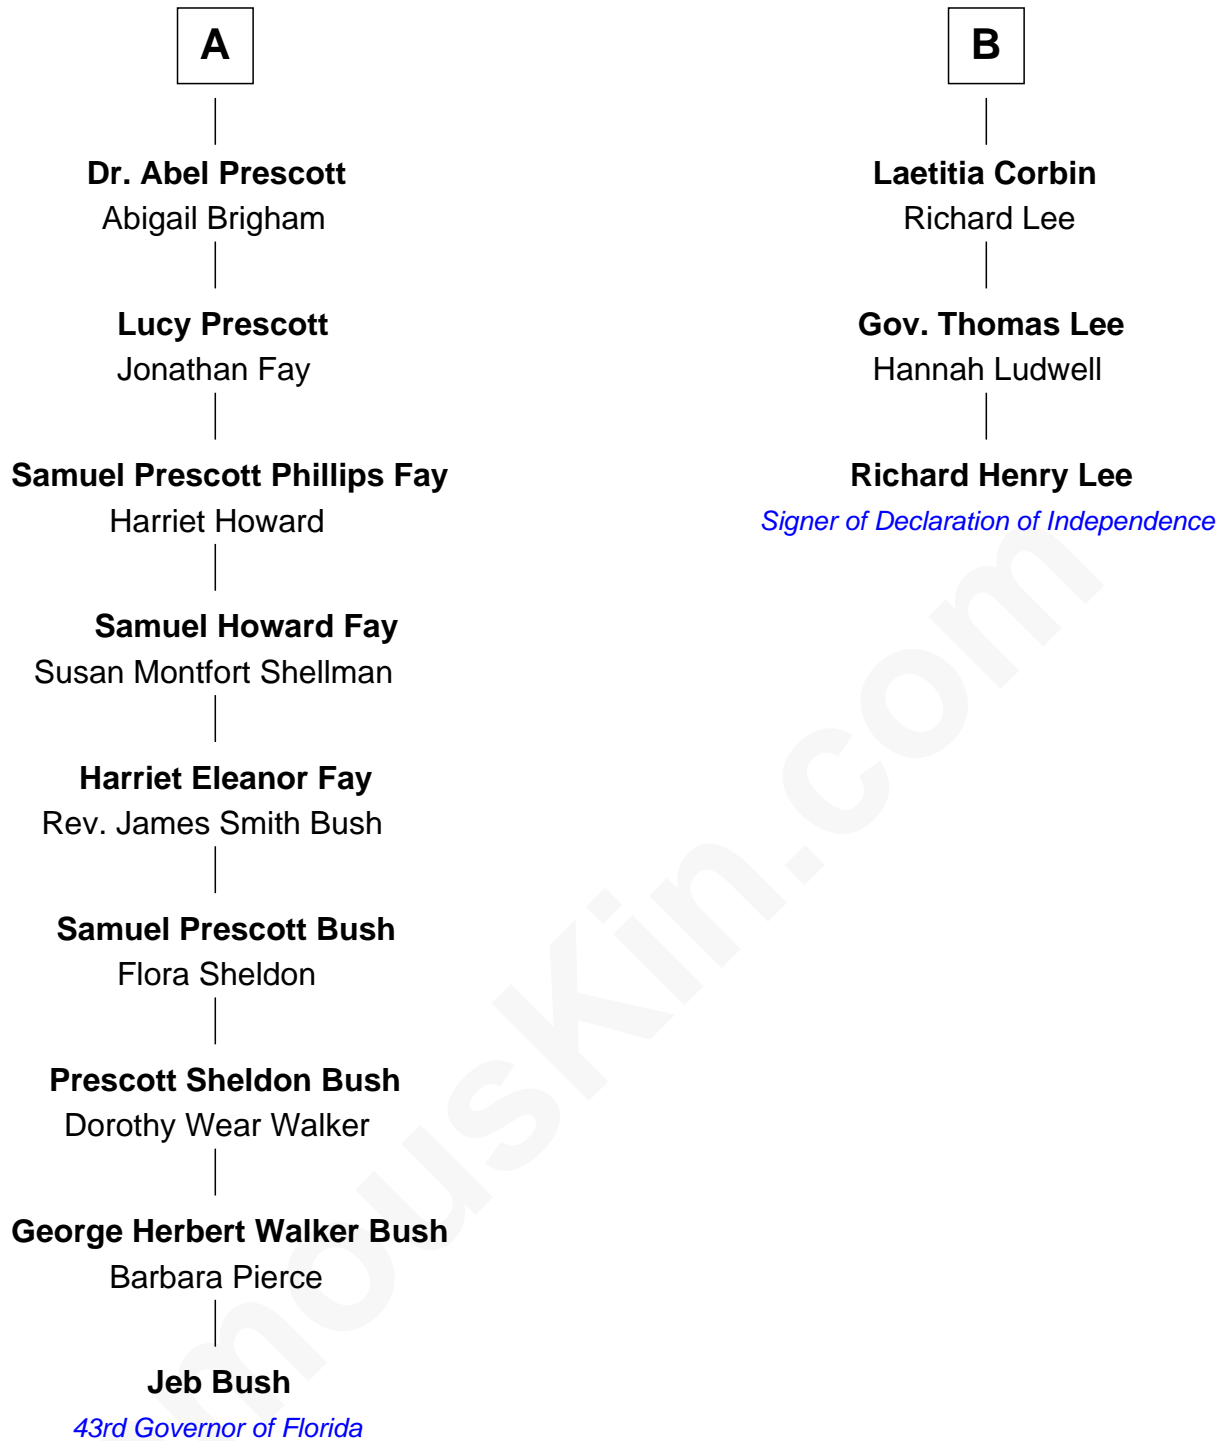 A
Dr. Abel Prescott
Abigail Brigham
Lucy Prescott
Jonathan Fay
Samuel Prescott Phillips Fay
Harriet Howard
Samuel Howard Fay
Susan Montfort Shellman
Harriet Eleanor Fay
Rev. James Smith Bush
Samuel Prescott Bush
Flora Sheldon
Prescott Sheldon Bush
Dorothy Wear Walker
George Herbert Walker Bush
Barbara Pierce
Jeb Bush
43rd Governor of Florida
B
Laetitia Corbin
Richard Lee
Gov. Thomas Lee
Hannah Ludwell
Richard Henry Lee
Signer of Declaration of Independence
mouskin.com